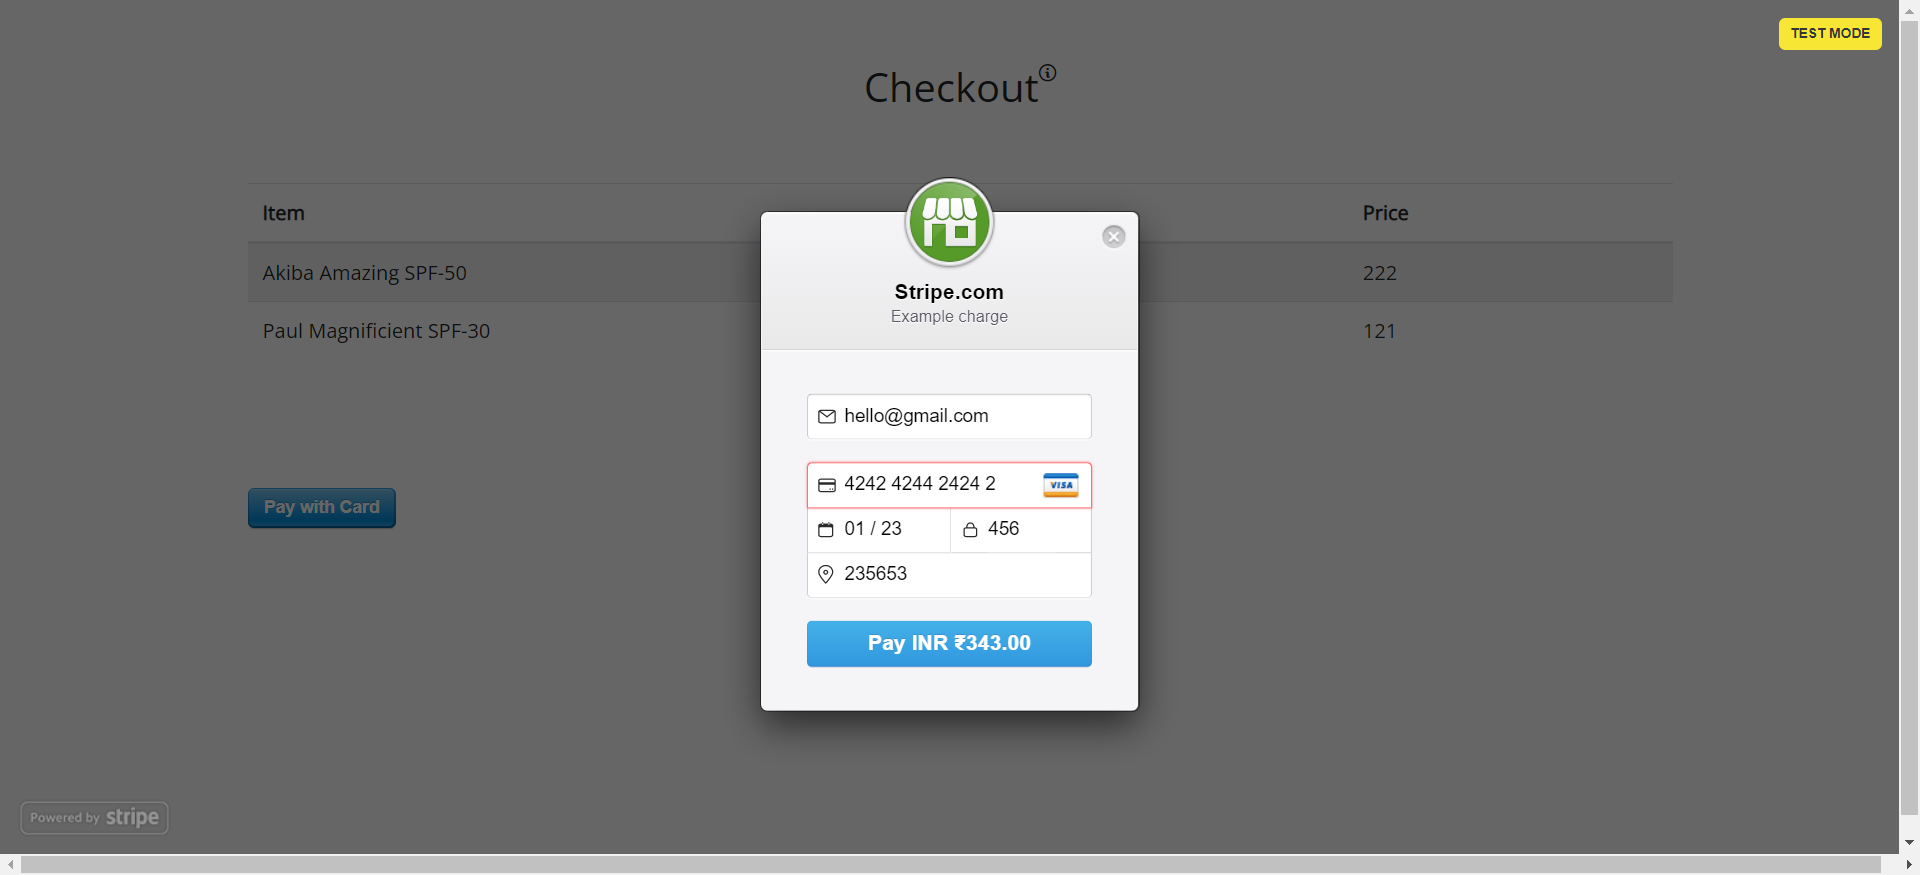 TEST MODE
Checkout
Item Price
Akiba Amazing SPF-50 222
Paul Magnificient SPF-30 121
Pay with Card
Stripe.com
Example charge
hello@gmail.com
4242 4244 2424 2 VISA
01 / 23 456
235653
Pay INR ₹343.00
Powered by stripe